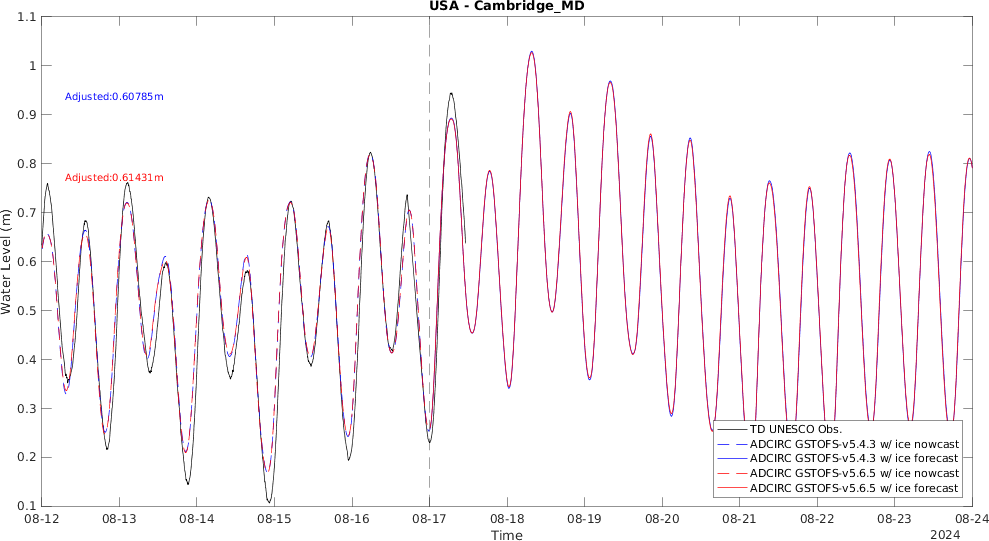 USA - Cambridge_MD
1.1
1
0.9
0.8
0.7
0.6
0.5
0.4
0.3
0.2
0.1
Water Level (m)
Adjusted:0.60785m
Adjusted:0.61431m
TD UNESCO Obs.
ADCIRC GSTOFS-v5.4.3 w/ ice nowcast
ADCIRC GSTOFS-v5.4.3 w/ ice forecast
ADCIRC GSTOFS-v5.6.5 w/ ice nowcast
ADCIRC GSTOFS-v5.6.5 w/ ice forecast
08-12 08-13 08-14 08-15 08-16 08-17 08-18 08-19 08-20 08-21 08-22 08-23 08-24
Time
2024